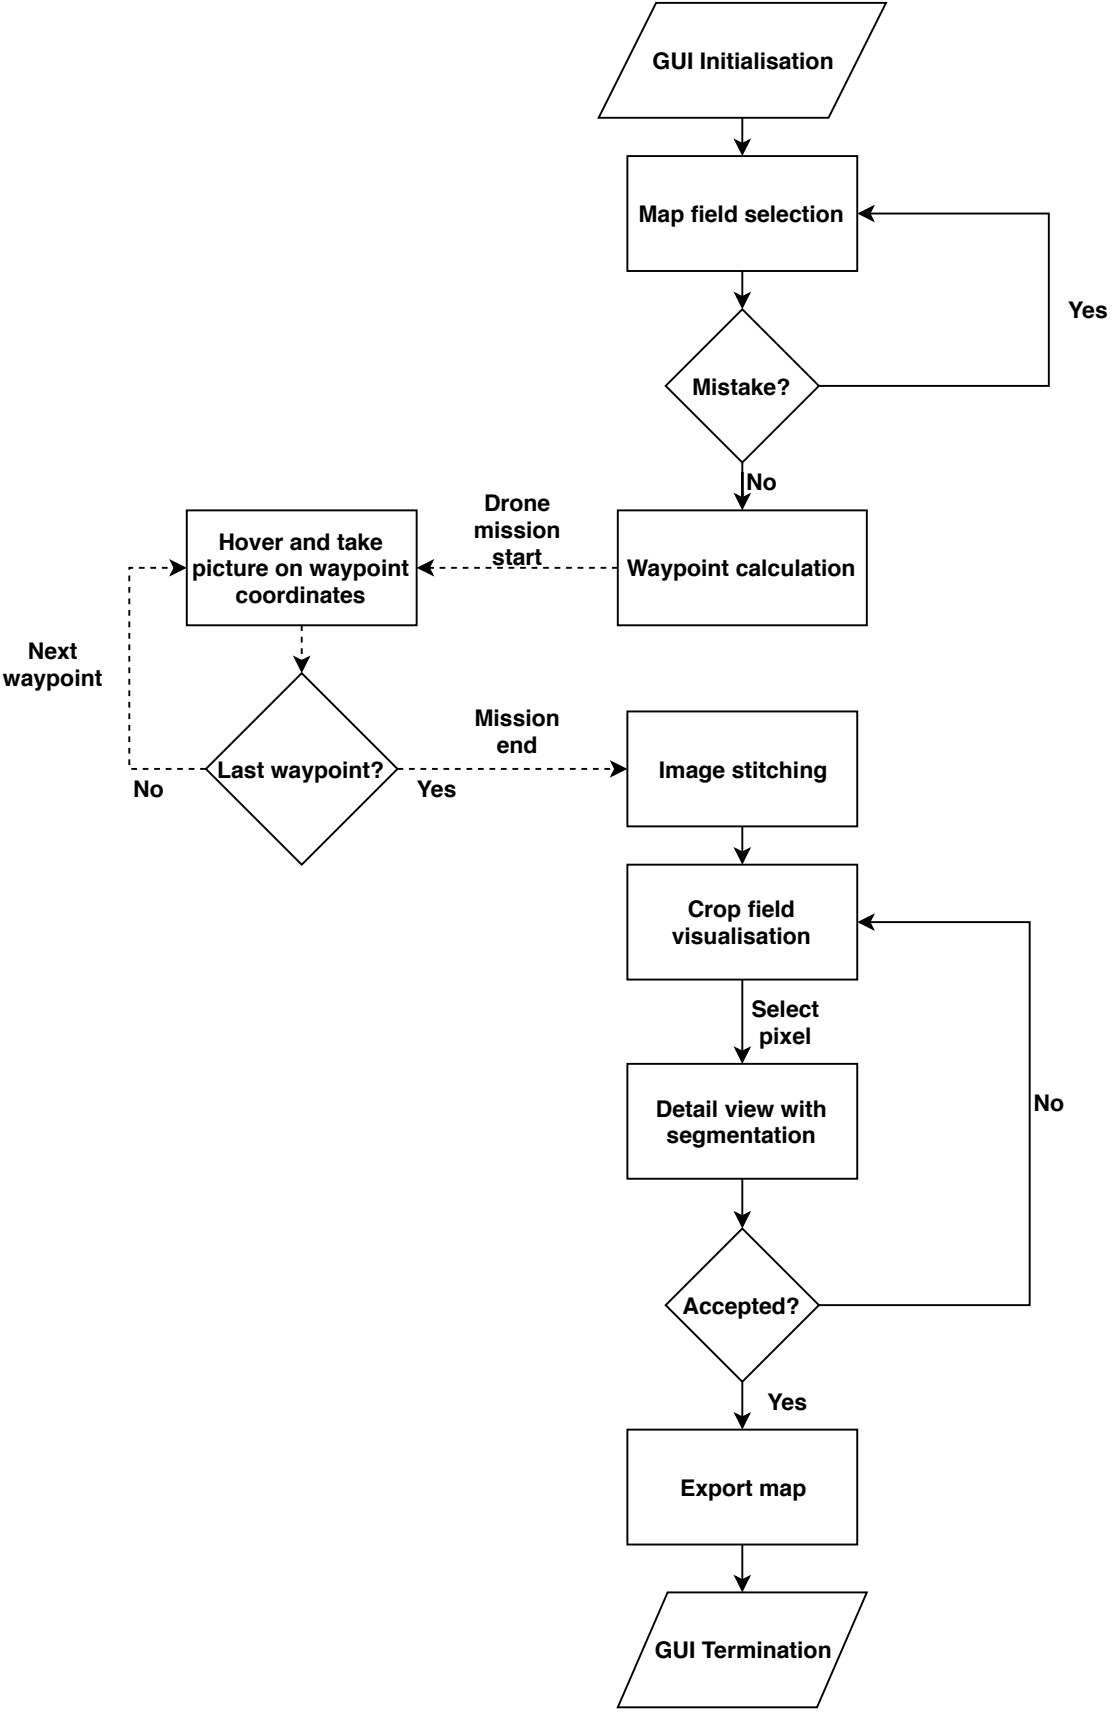 GUI Initialisation
Map field selection
Yes
Mistake?
No
Drone
mission
start
Hover and take
picture on waypoint
coordinates
Waypoint calculation
Next
waypoint
Mission
end
Last waypoint?
Image stitching
No
Yes
Crop field
visualisation
Select
pixel
Detail view with
segmentation
No
Accepted?
Yes
Export map
GUI Termination